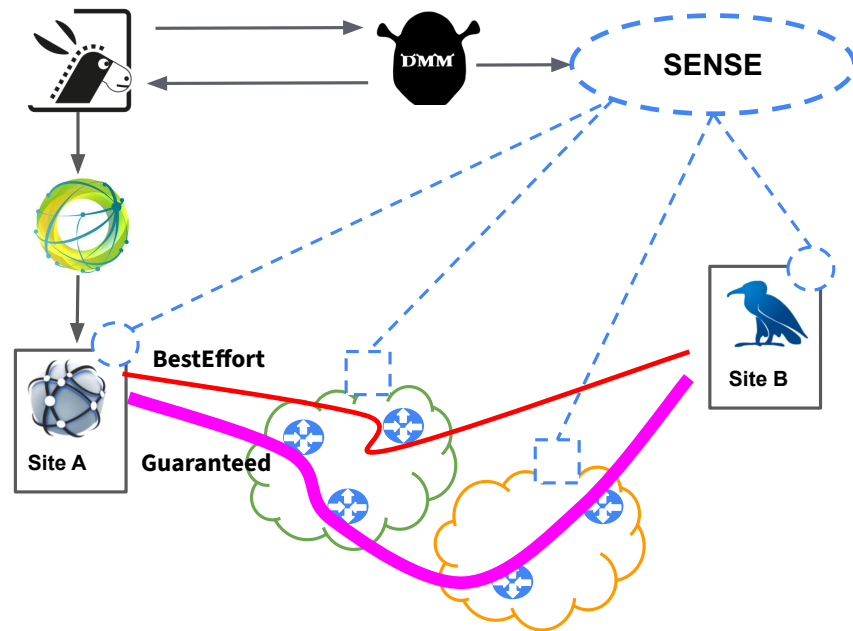 DMM
SENSE
BestEffort
Site A
Guaranteed
Site B